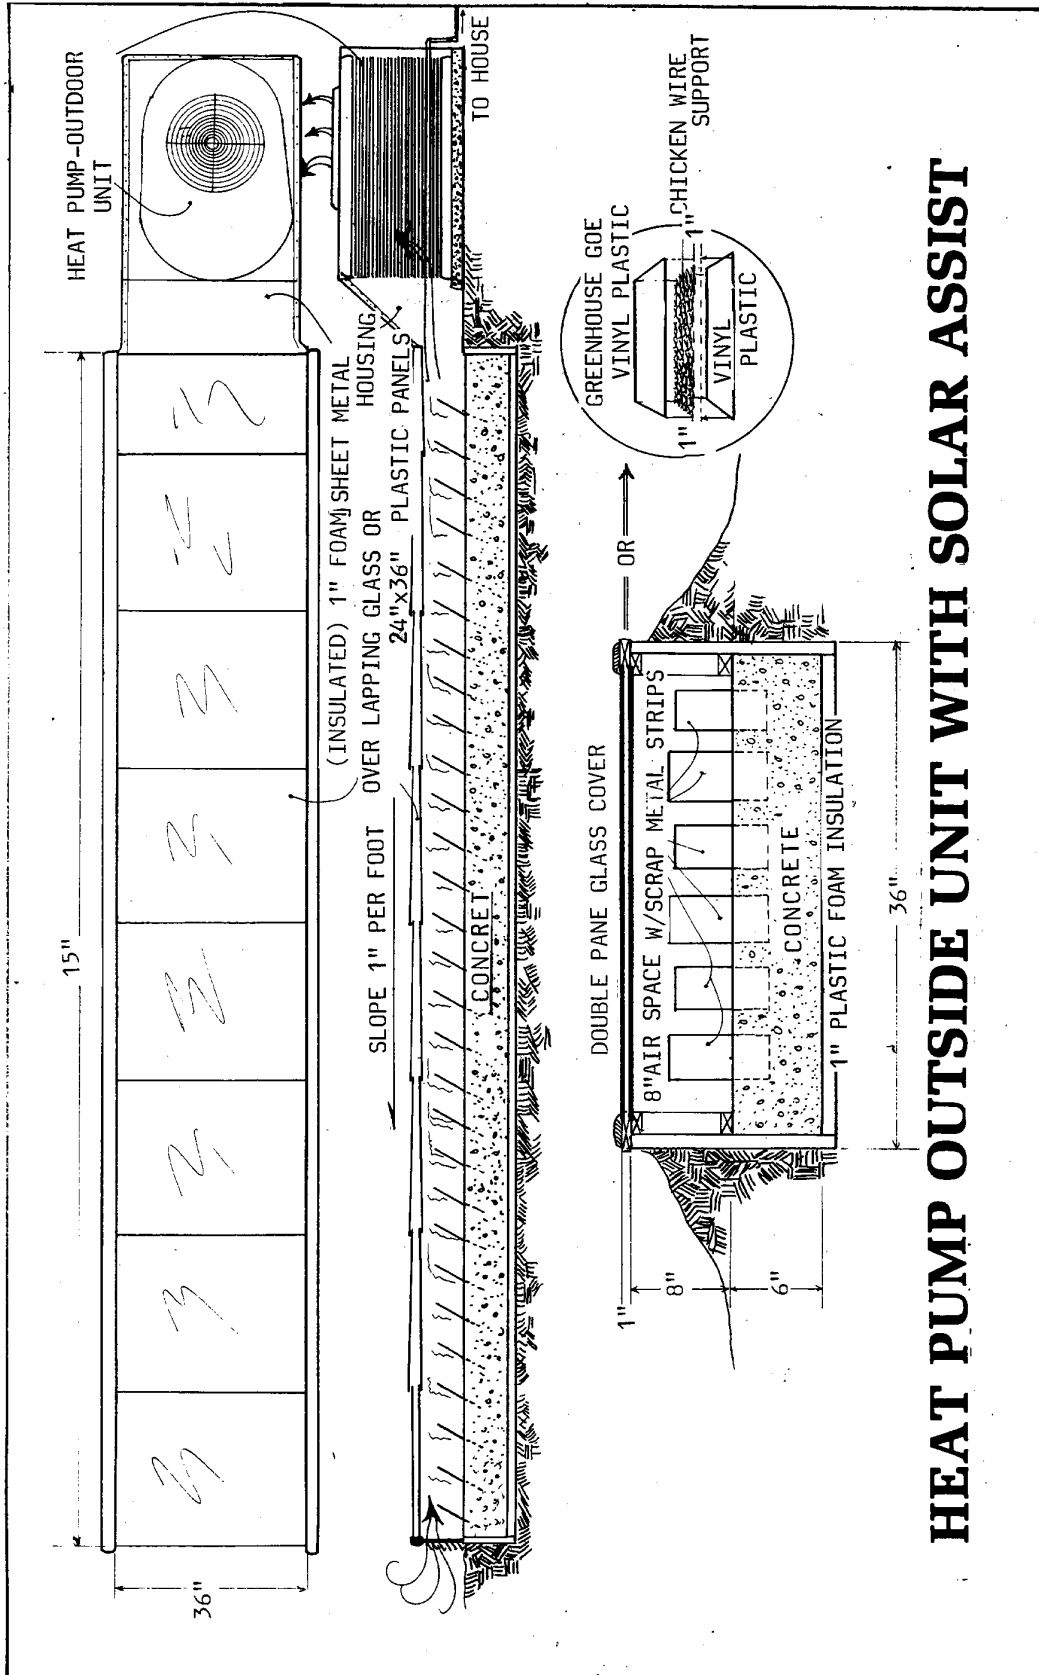 HEAT PUMP-OUTDOOR
UNIT
15"
36"
(INSULATED) 1" FOAM SHEET METAL
HOUSING
OVER LAPPING GLASS OR
24"x36" PLASTIC PANELS
SLOPE 1" PER FOOT
CONCRET
TO HOUSE
DOUBLE PANE GLASS COVER
OR
8"AIR SPACE W/SCRAP METAL STRIPS
CONCRETE
1" PLASTIC FOAM INSULATION
36"
1"
8"
6"
GREENHOUSE GOE
VINYL PLASTIC
1"
1"
CHICKEN WIRE
SUPPORT
VINYL
PLASTIC
HEAT PUMP OUTSIDE UNIT WITH SOLAR ASSIST